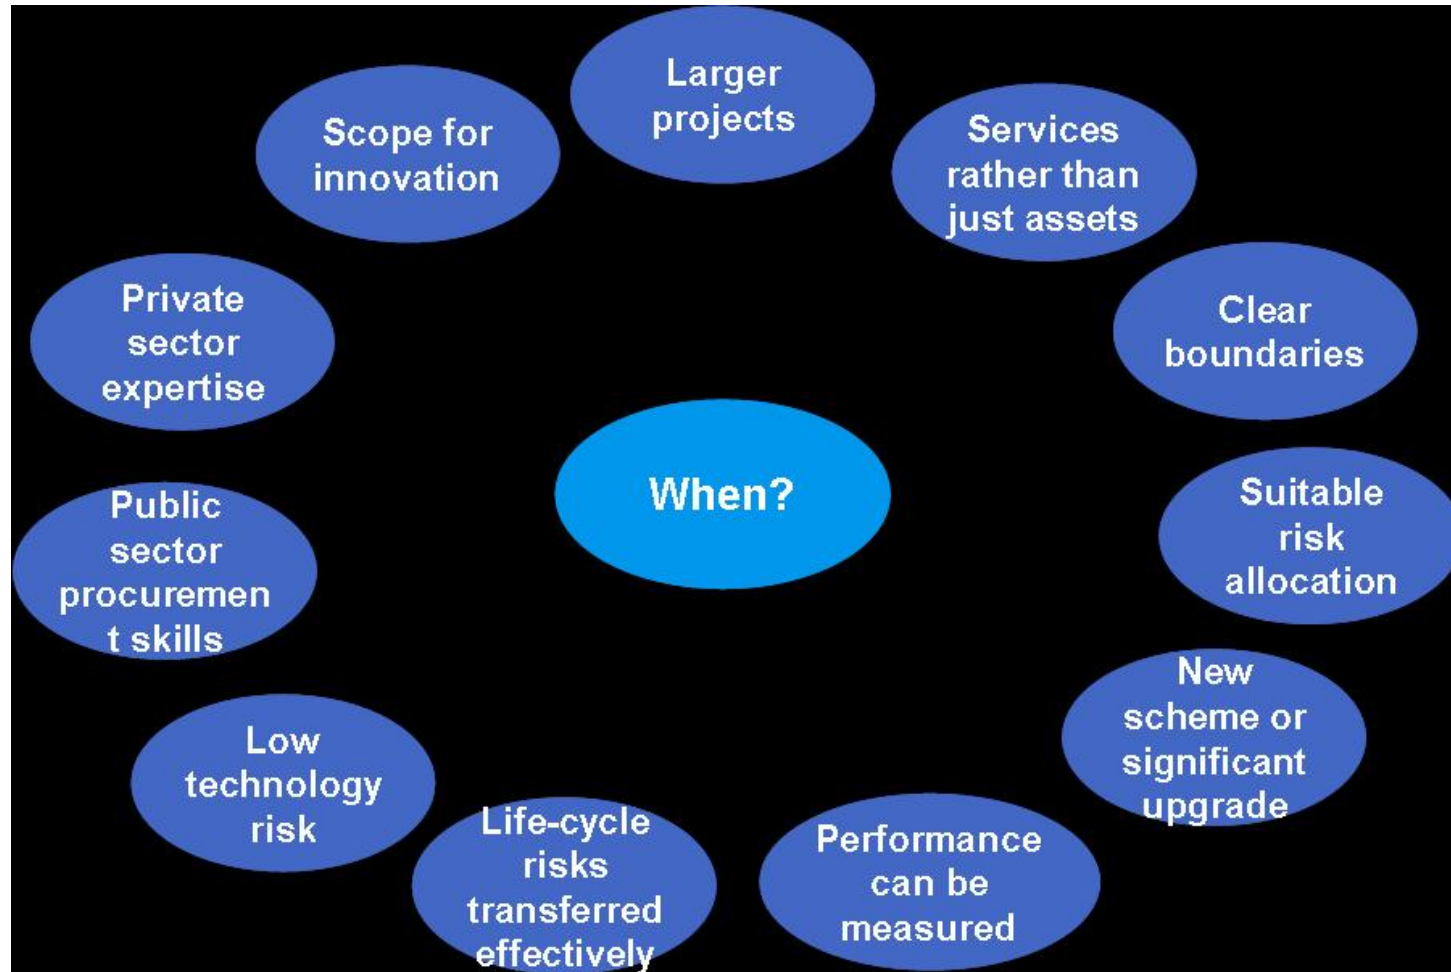 Larger
projects
Scope for
innovation
Services
rather than
just assets
Private
sector
expertise
Clear
boundaries
When?
Public
sector
procuremen
t skills
Suitable
risk
allocation
New
scheme or
significant
upgrade
Low
technology
risk
Life-cycle
risks
transferred
effectively
Performance
can be
measured